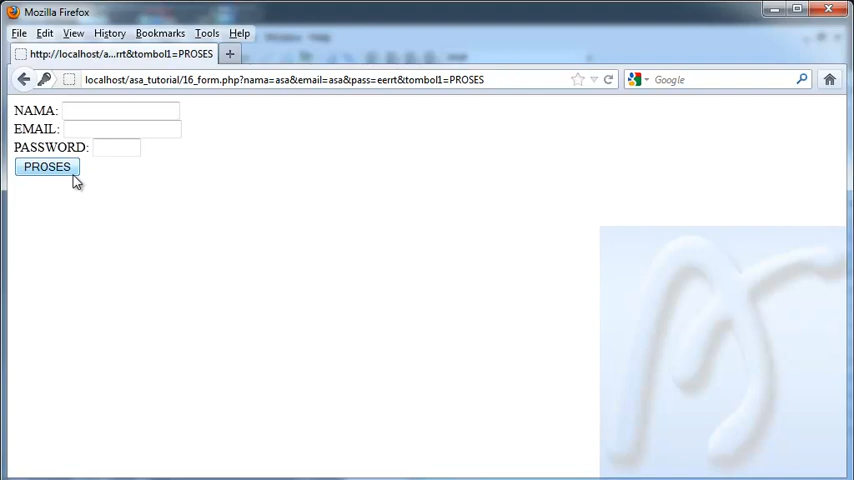 Mozilla Firefox
File Edit View History Bookmarks Tools Help
http://localhost/a...rrt&tombol1=PROSES
localhost/asa_tutorial/16_form.php?nama=asa&email=asa&pass=eerrt&tombol1=PROSES
Google
NAMA:
EMAIL:
PASSWORD:
PROSES